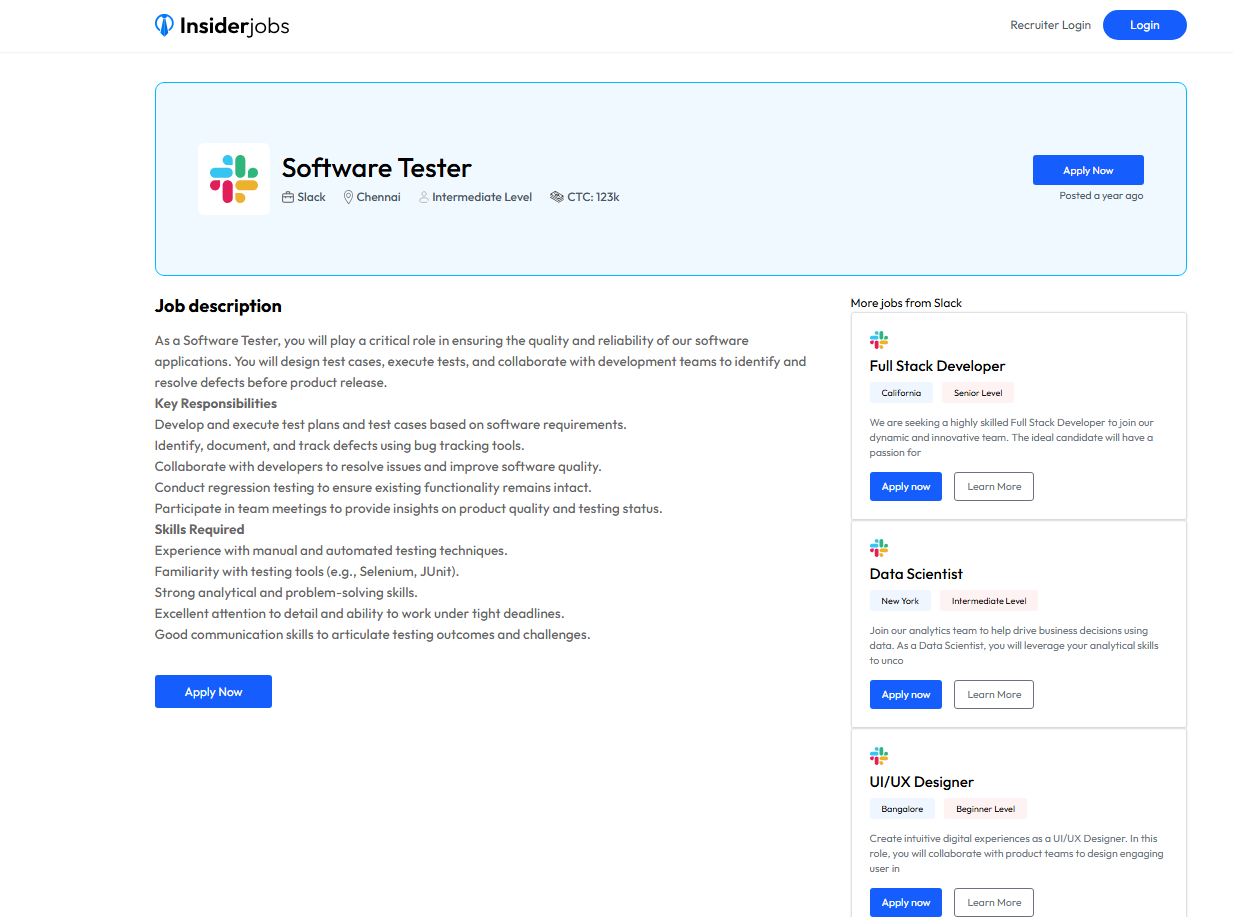 Insiderjobs
Recruiter Login
Login
Software Tester
Slack
Chennai
Intermediate Level
CTC: 123k
Apply Now
Posted a year ago
Job description
As a Software Tester, you will play a critical role in ensuring the quality and reliability of our software
applications. You will design test cases, execute tests, and collaborate with development teams to identify and
resolve defects before product release.
Key Responsibilities
Develop and execute test plans and test cases based on software requirements.
Identify, document, and track defects using bug tracking tools.
Collaborate with developers to resolve issues and improve software quality.
Conduct regression testing to ensure existing functionality remains intact.
Participate in team meetings to provide insights on product quality and testing status.
Skills Required
Experience with manual and automated testing techniques.
Familiarity with testing tools (e.g., Selenium, JUnit).
Strong analytical and problem-solving skills.
Excellent attention to detail and ability to work under tight deadlines.
Good communication skills to articulate testing outcomes and challenges.
Apply Now
More jobs from Slack
Full Stack Developer
California
Senior Level
We are seeking a highly skilled Full Stack Developer to join our
dynamic and innovative team. The ideal candidate will have a
passion for
Apply now
Learn More
Data Scientist
New York
Intermediate Level
Join our analytics team to help drive business decisions using
data. As a Data Scientist, you will leverage your analytical skills
to unco
Apply now
Learn More
UI/UX Designer
Bangalore
Beginner Level
Create intuitive digital experiences as a UI/UX Designer. In this
role, you will collaborate with product teams to design engaging
user in
Apply now
Learn More